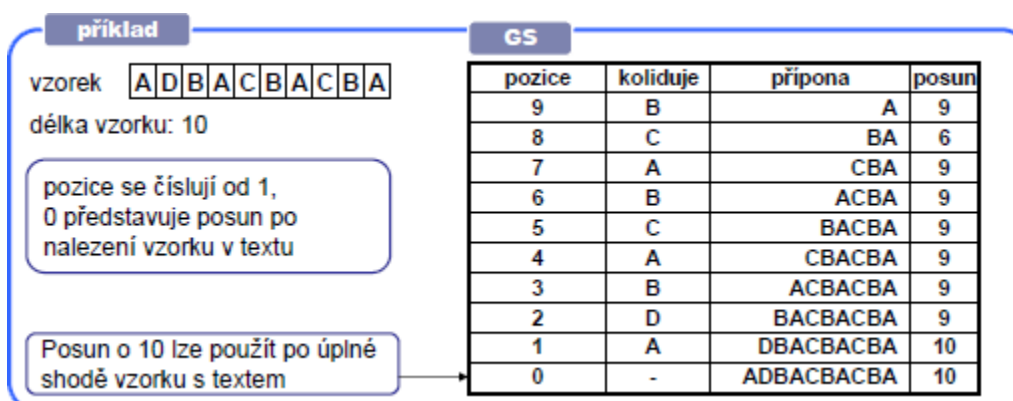 příklad
vzorek A D B A C B A C B A
délka vzorku: 10
pozice se číslují od 1,
0 představuje posun po
nalezení vzorku v textu
Posun o 10 lze použít po úplné
shodě vzorku s textem
GS
pozice koliduje přípona posun
9 B A 9
8 C BA 6
7 A CBA 9
6 B ACBA 9
5 C BACBA 9
4 A CBACBA 9
3 B ACBACBA 9
2 D BACBACBA 9
1 A DBACBACBA 10
0 - ADBACBACBA 10